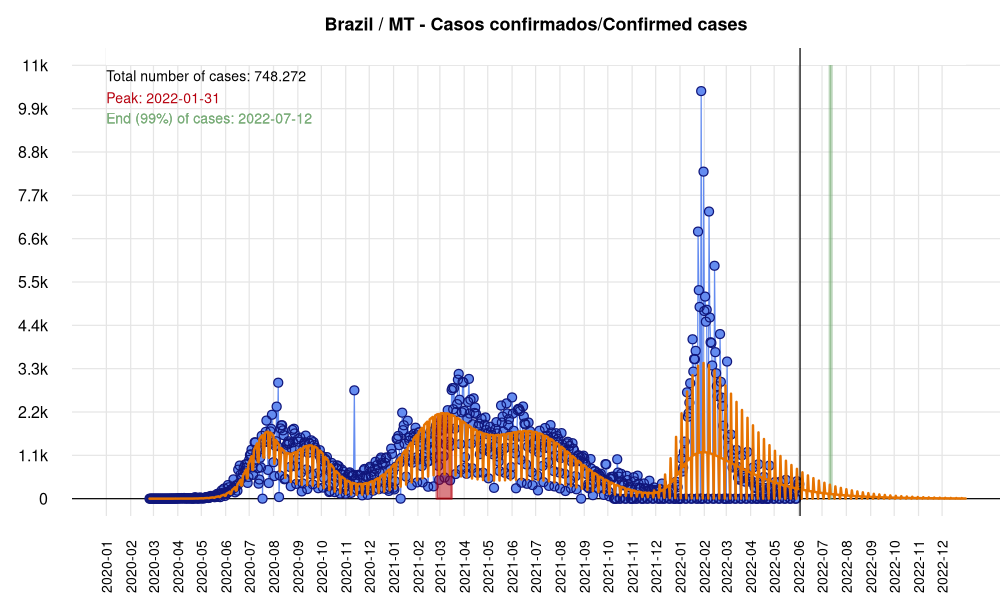 Brazil / MT - Casos confirmados/Confirmed cases
Total number of cases: 748.272
Peak: 2022-01-31
End (99%) of cases: 2022-07-12
11k
9.9k
8.8k
7.7k
6.6k
5.5k
4.4k
3.3k
2.2k
1.1k
0
2020-01
2020-02
2020-03
2020-04
2020-05
2020-06
2020-07
2020-08
2020-09
2020-10
2020-11
2020-12
2021-01
2021-02
2021-03
2021-04
2021-05
2021-06
2021-07
2021-08
2021-09
2021-10
2021-11
2021-12
2022-01
2022-02
2022-03
2022-04
2022-05
2022-06
2022-07
2022-08
2022-09
2022-10
2022-11
2022-12